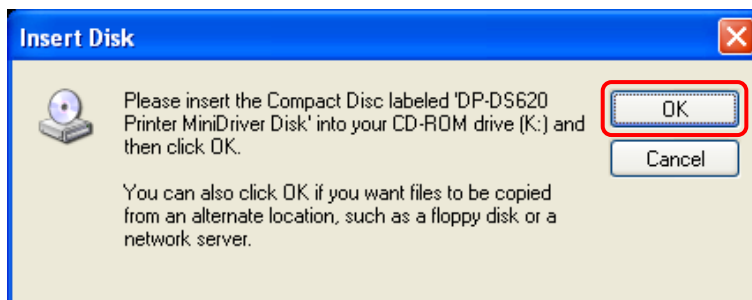 Insert Disk
Please insert the Compact Disc labeled 'DP-DS620
Printer MiniDriver Disk' into your CD-ROM drive (K:) and
then click OK.
You can also click OK if you want files to be copied
from an alternate location, such as a floppy disk or a
network server.
OK
Cancel